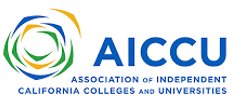 AICCU
ASSOCIATION OF INDEPENDENT
CALIFORNIA COLLEGES AND UNIVERSITIES